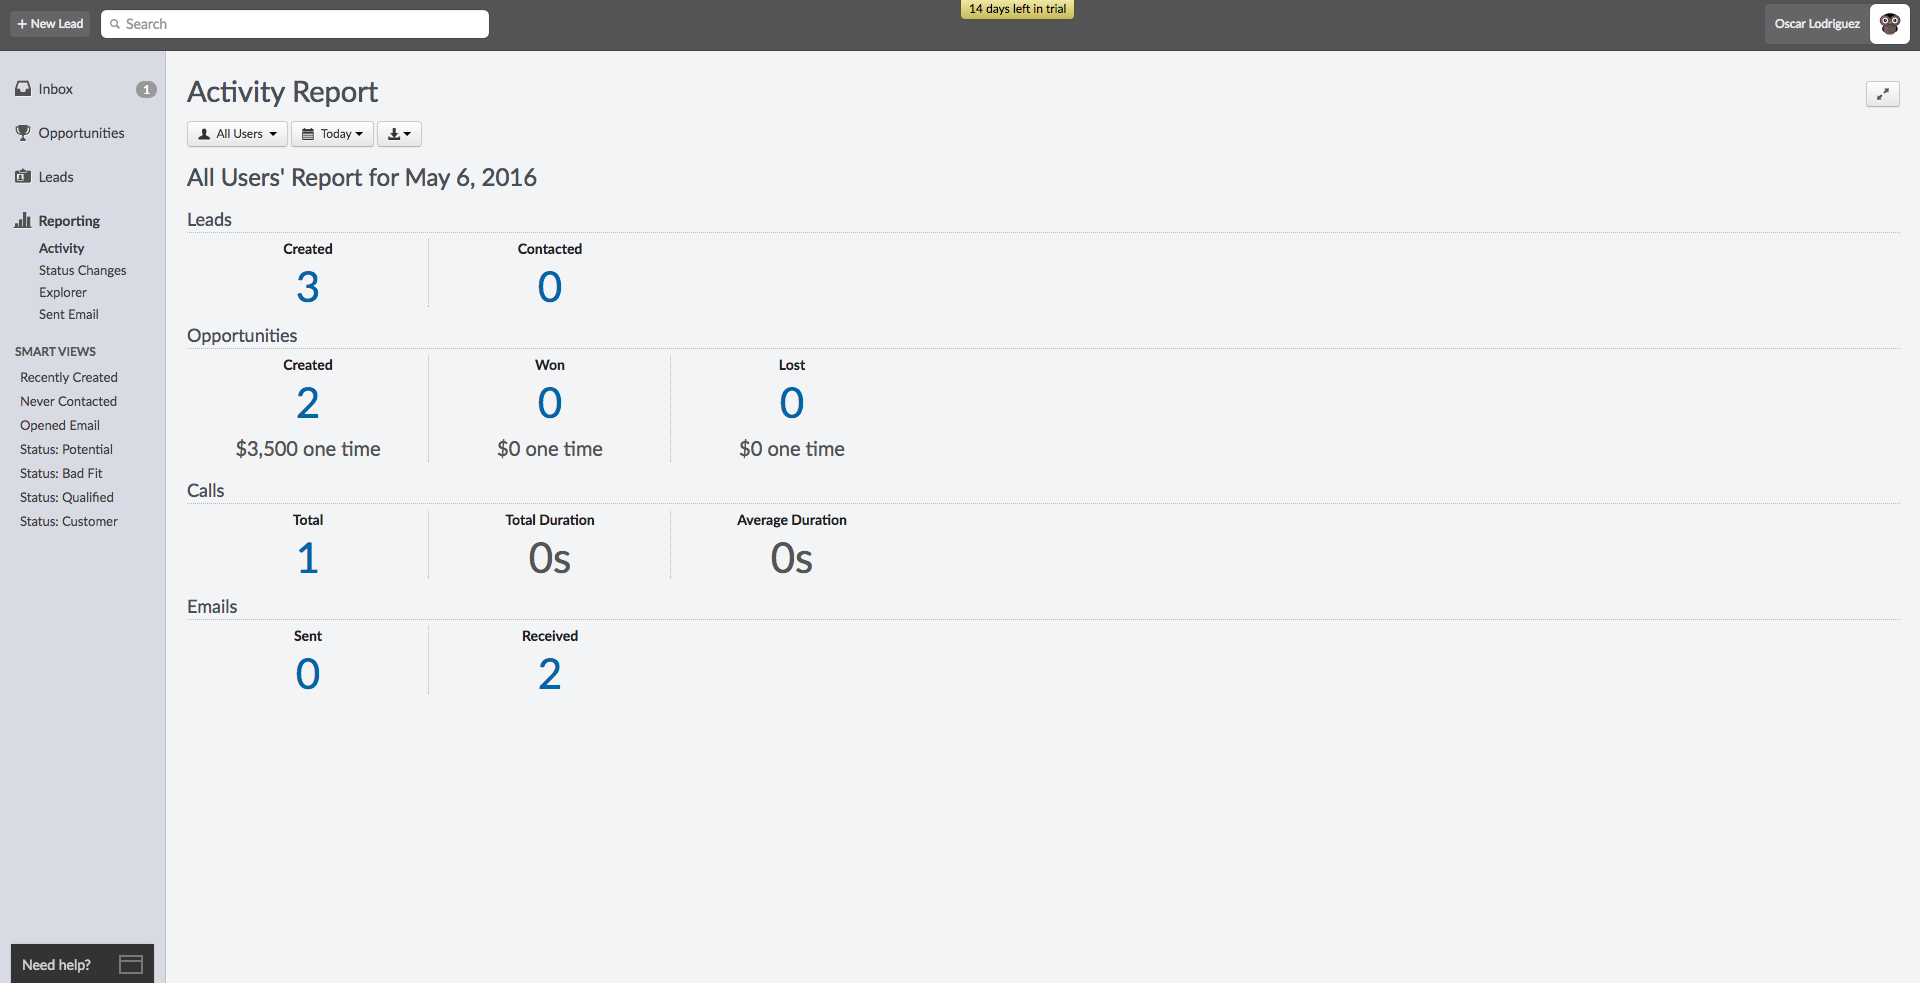 + New Lead
Search
14 days left in trial
Oscar Lodriguez
Inbox 1
Opportunities
Leads
Reporting
Activity
Status Changes
Explorer
Sent Email
SMART VIEWS
Recently Created
Never Contacted
Opened Email
Status: Potential
Status: Bad Fit
Status: Qualified
Status: Customer
Need help?
Activity Report
All Users
Today
All Users' Report for May 6, 2016
Leads
Created Contacted
3 0
Opportunities
Created Won Lost
2 0 0
$3,500 one time $0 one time $0 one time
Calls
Total Total Duration Average Duration
1 0s 0s
Emails
Sent Received
0 2